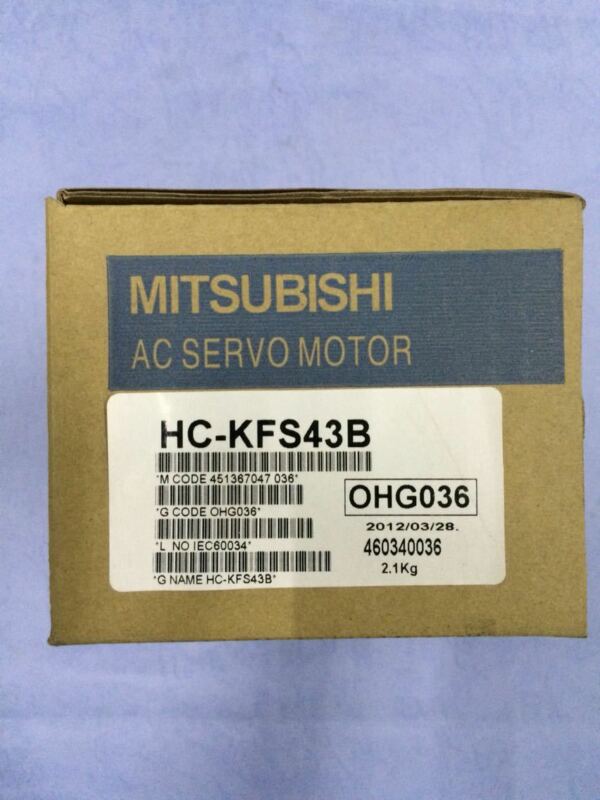 MITSUBISHI
AC SERVO MOTOR
HC-KFS43B
*M CODE 451367047 036*
OHG036
*G CODE OHG036*
2012/03/28.
*L NO IEC60034*
460340036
2.1Kg
*G NAME HC-KFS43B*